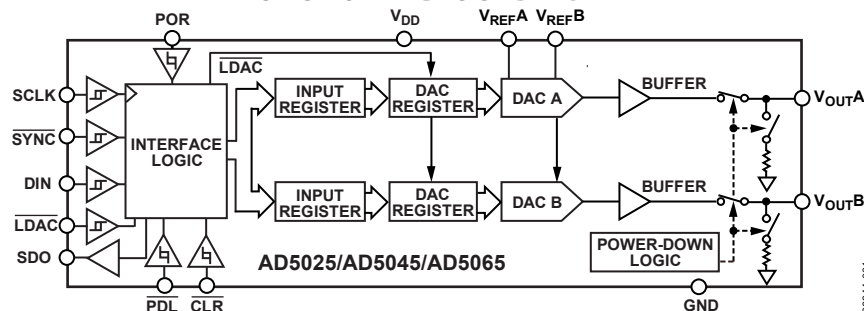 POR
VDD
VREFA
VREFB
LDAC
SCLK
SYNC
DIN
LDAC
SDO
INTERFACE
LOGIC
INPUT
REGISTER
DAC
REGISTER
DAC A
BUFFER
VOUTA
INPUT
REGISTER
DAC
REGISTER
DAC B
BUFFER
VOUTB
POWER-DOWN
LOGIC
AD5025/AD5045/AD5065
PDL
CLR
GND